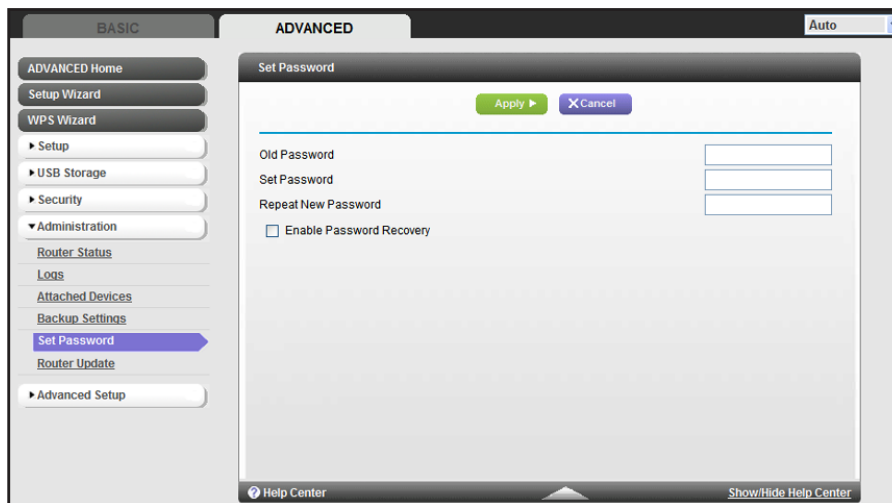 BASIC
ADVANCED
Auto
ADVANCED Home
Setup Wizard
WPS Wizard
Setup
USB Storage
Security
Administration
Router Status
Logs
Attached Devices
Backup Settings
Set Password
Router Update
Advanced Setup
Set Password
Apply
Cancel
Old Password
Set Password
Repeat New Password
Enable Password Recovery
Help Center
Show/Hide Help Center